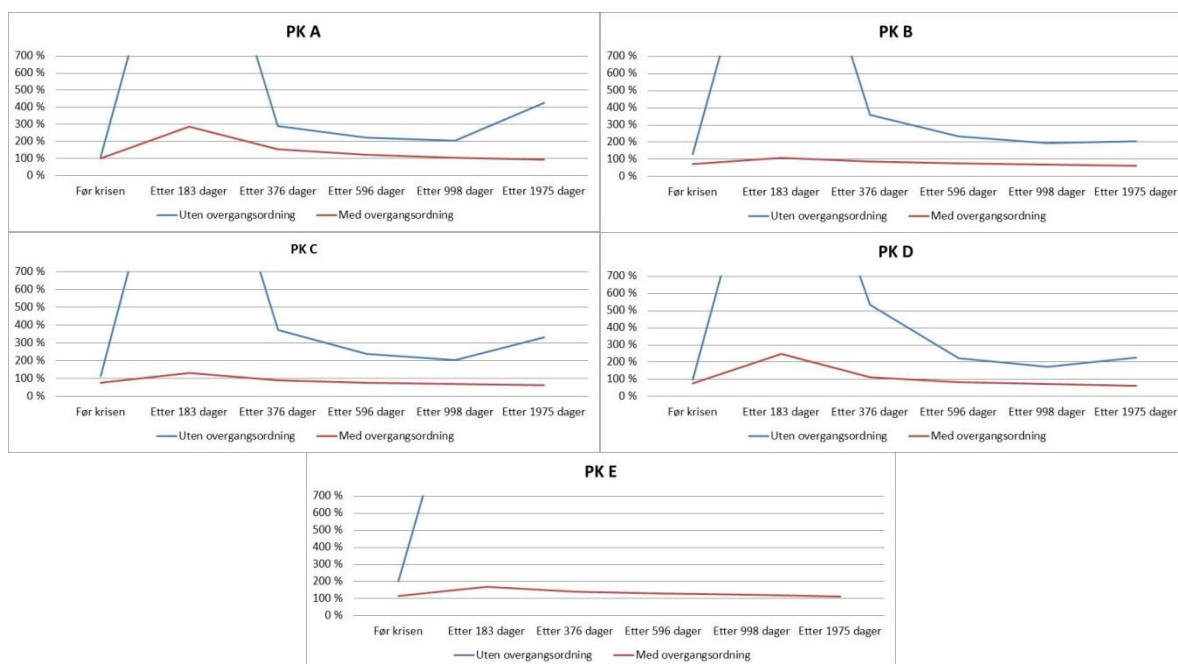 PK A
700 %
600 %
500 %
400 %
300 %
200 %
100 %
0 %
Før krisen Etter 183 dager Etter 376 dager Etter 596 dager Etter 998 dager Etter 1975 dager
Uten overgangsordning Med overgangsordning
PK B
700 %
600 %
500 %
400 %
300 %
200 %
100 %
0 %
Før krisen Etter 183 dager Etter 376 dager Etter 596 dager Etter 998 dager Etter 1975 dager
Uten overgangsordning Med overgangsordning
PK C
700 %
600 %
500 %
400 %
300 %
200 %
100 %
0 %
Før krisen Etter 183 dager Etter 376 dager Etter 596 dager Etter 998 dager Etter 1975 dager
Uten overgangsordning Med overgangsordning
PK D
700 %
600 %
500 %
400 %
300 %
200 %
100 %
0 %
Før krisen Etter 183 dager Etter 376 dager Etter 596 dager Etter 998 dager Etter 1975 dager
Uten overgangsordning Med overgangsordning
PK E
700 %
600 %
500 %
400 %
300 %
200 %
100 %
0 %
Før krisen Etter 183 dager Etter 376 dager Etter 596 dager Etter 998 dager Etter 1975 dager
Uten overgangsordning Med overgangsordning